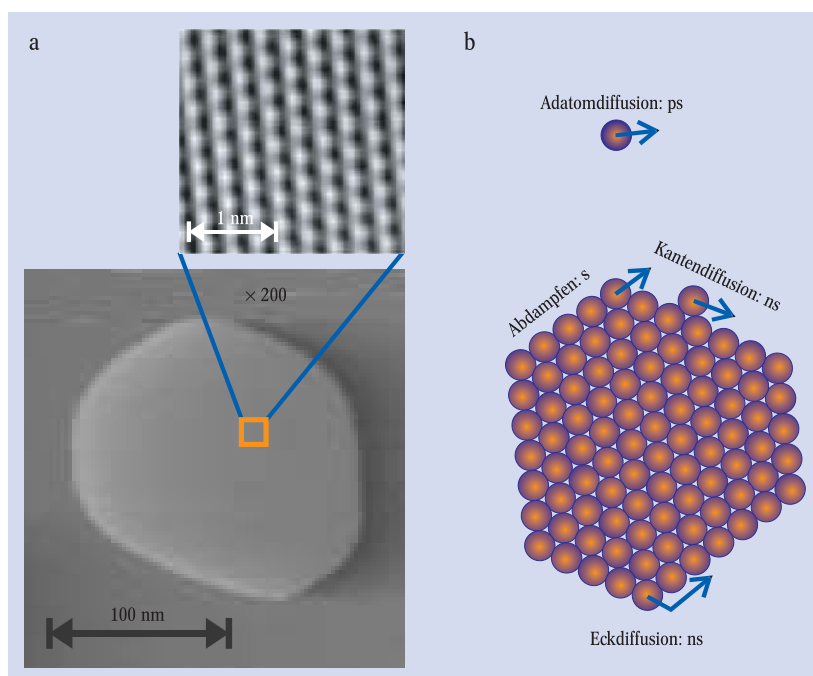 a
1 nm
× 200
100 nm
b
Adatomdiffusion: ps
Abdampfen: s
Kantendiffusion: ns
Eckdiffusion: ns